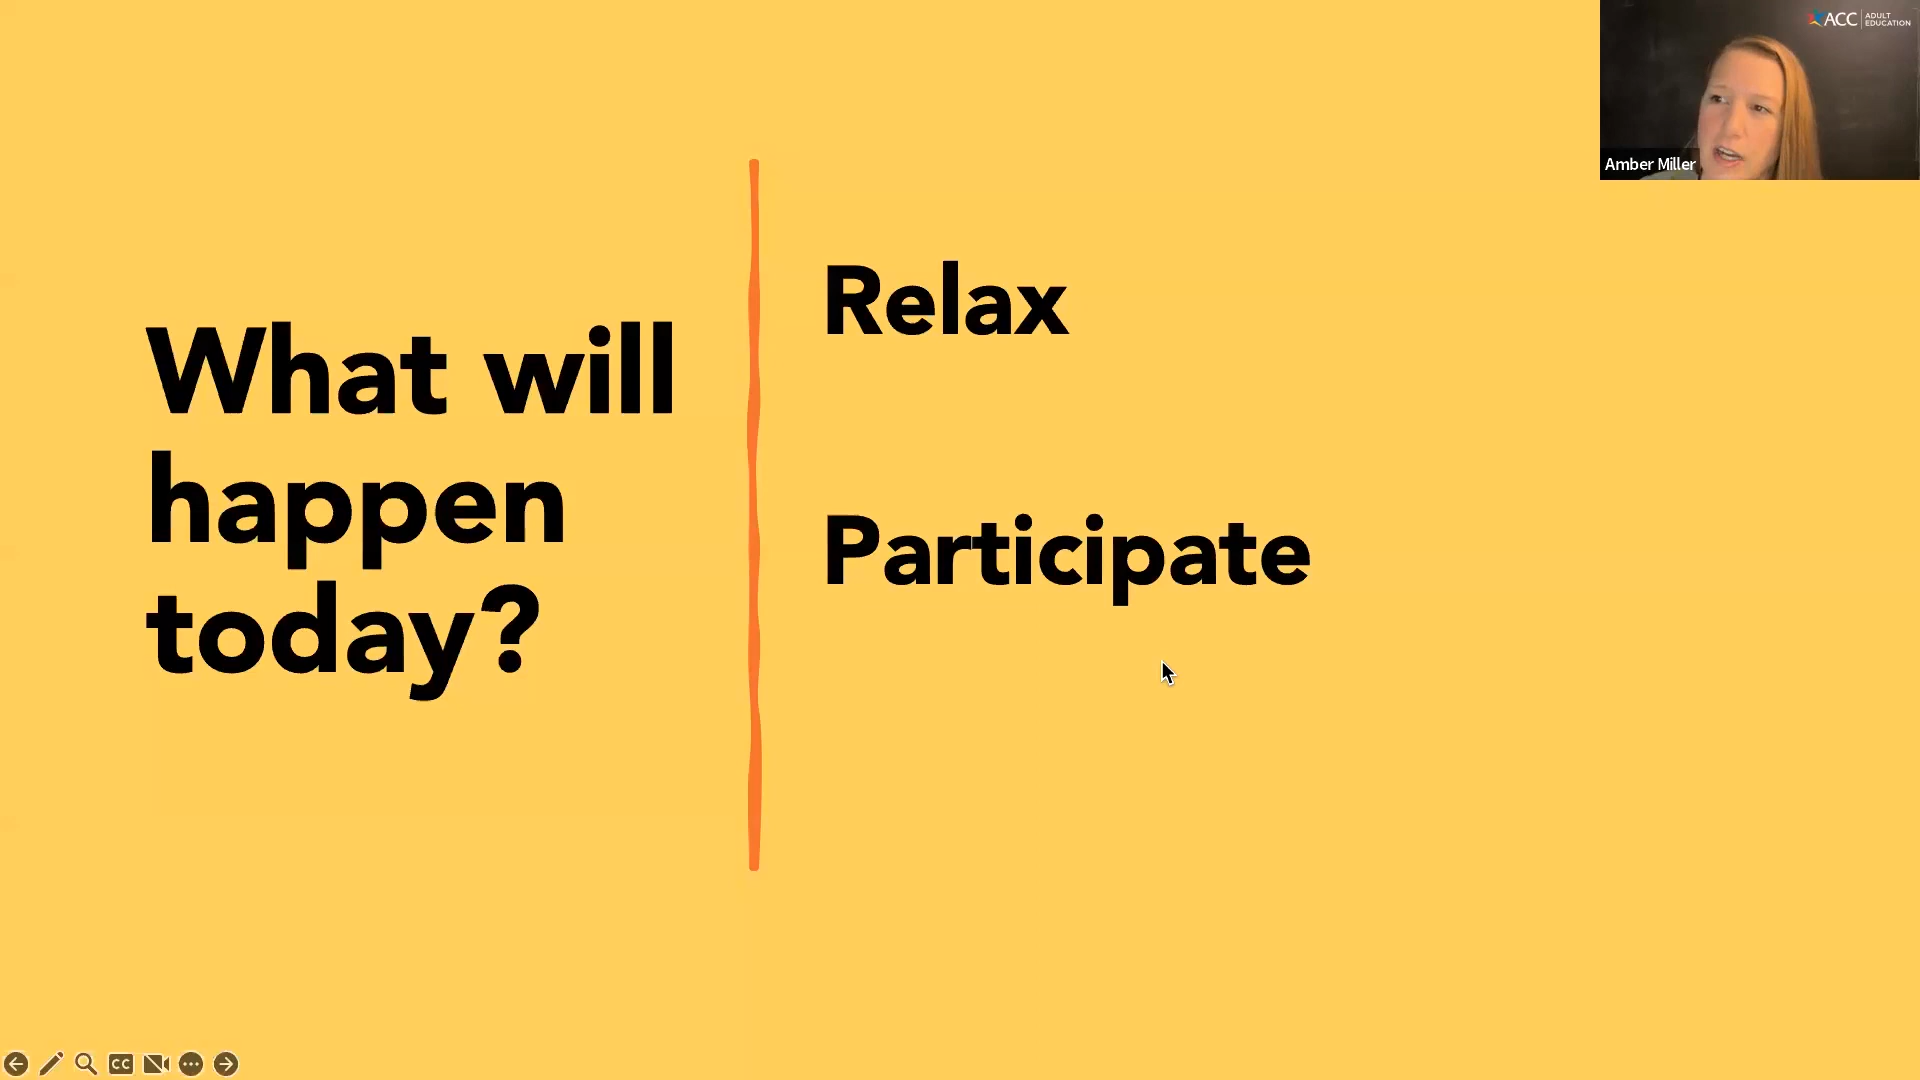 What will
happen
today?
Relax
Participate
ACC
ADULT
EDUCATION
Amber Miller
CC